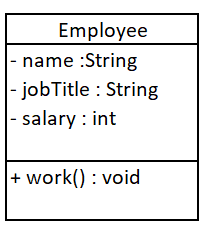 Employee
- name :String
- jobTitle : String
- salary : int
+ work() : void